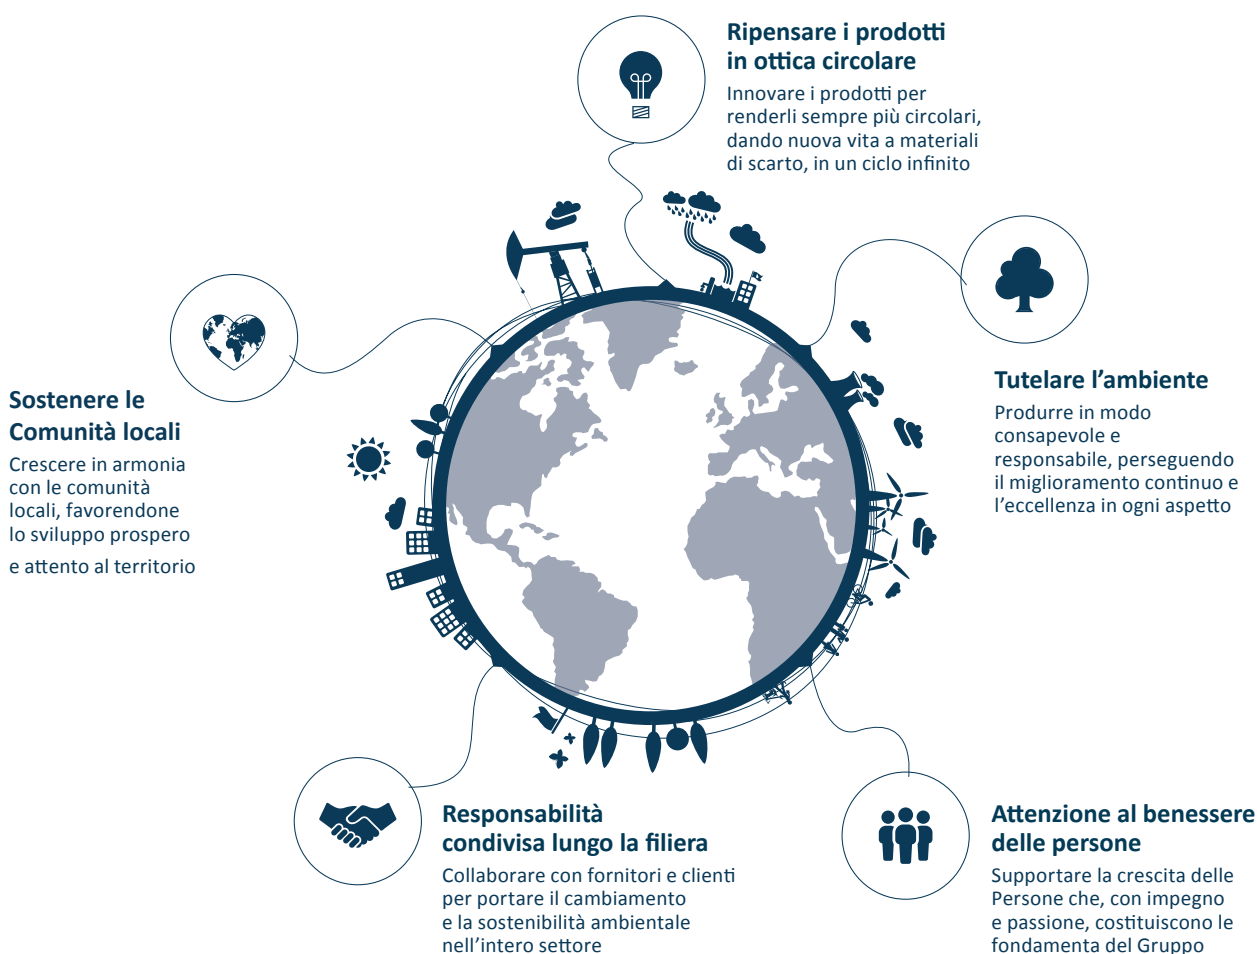 Ripensare i prodotti
in ottica circolare
Innovare i prodotti per
renderli sempre più circolari,
dando nuova vita a materiali
di scarto, in un ciclo infinito
Tutelare l’ambiente
Produrre in modo
consapevole e
responsabile, perseguendo
il miglioramento continuo e
l’eccellenza in ogni aspetto
Sostenere le
Comunità locali
Crescere in armonia
con le comunità
locali, favorendone
lo sviluppo prospero
e attento al territorio
Responsabilità
condivisa lungo la filiera
Collaborare con fornitori e clienti
per portare il cambiamento
e la sostenibilità ambientale
nell’intero settore
Attenzione al benessere
delle persone
Supportare la crescita delle
Persone che, con impegno
e passione, costituiscono le
fondamenta del Gruppo